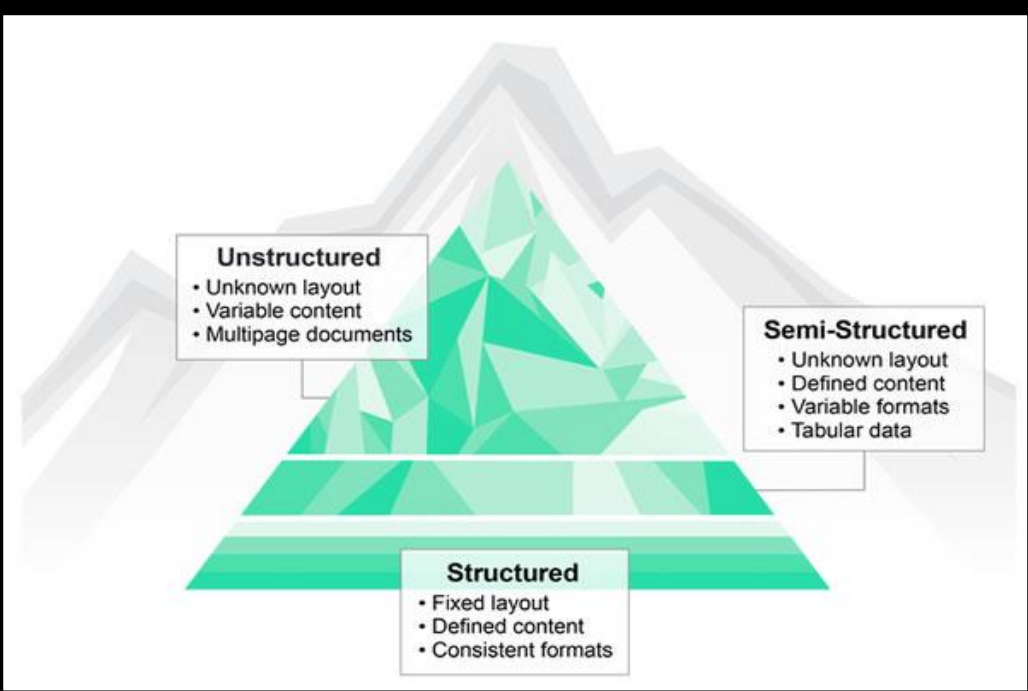 Unstructured
• Unknown layout
• Variable content
• Multipage documents
Semi-Structured
• Unknown layout
• Defined content
• Variable formats
• Tabular data
Structured
• Fixed layout
• Defined content
• Consistent formats